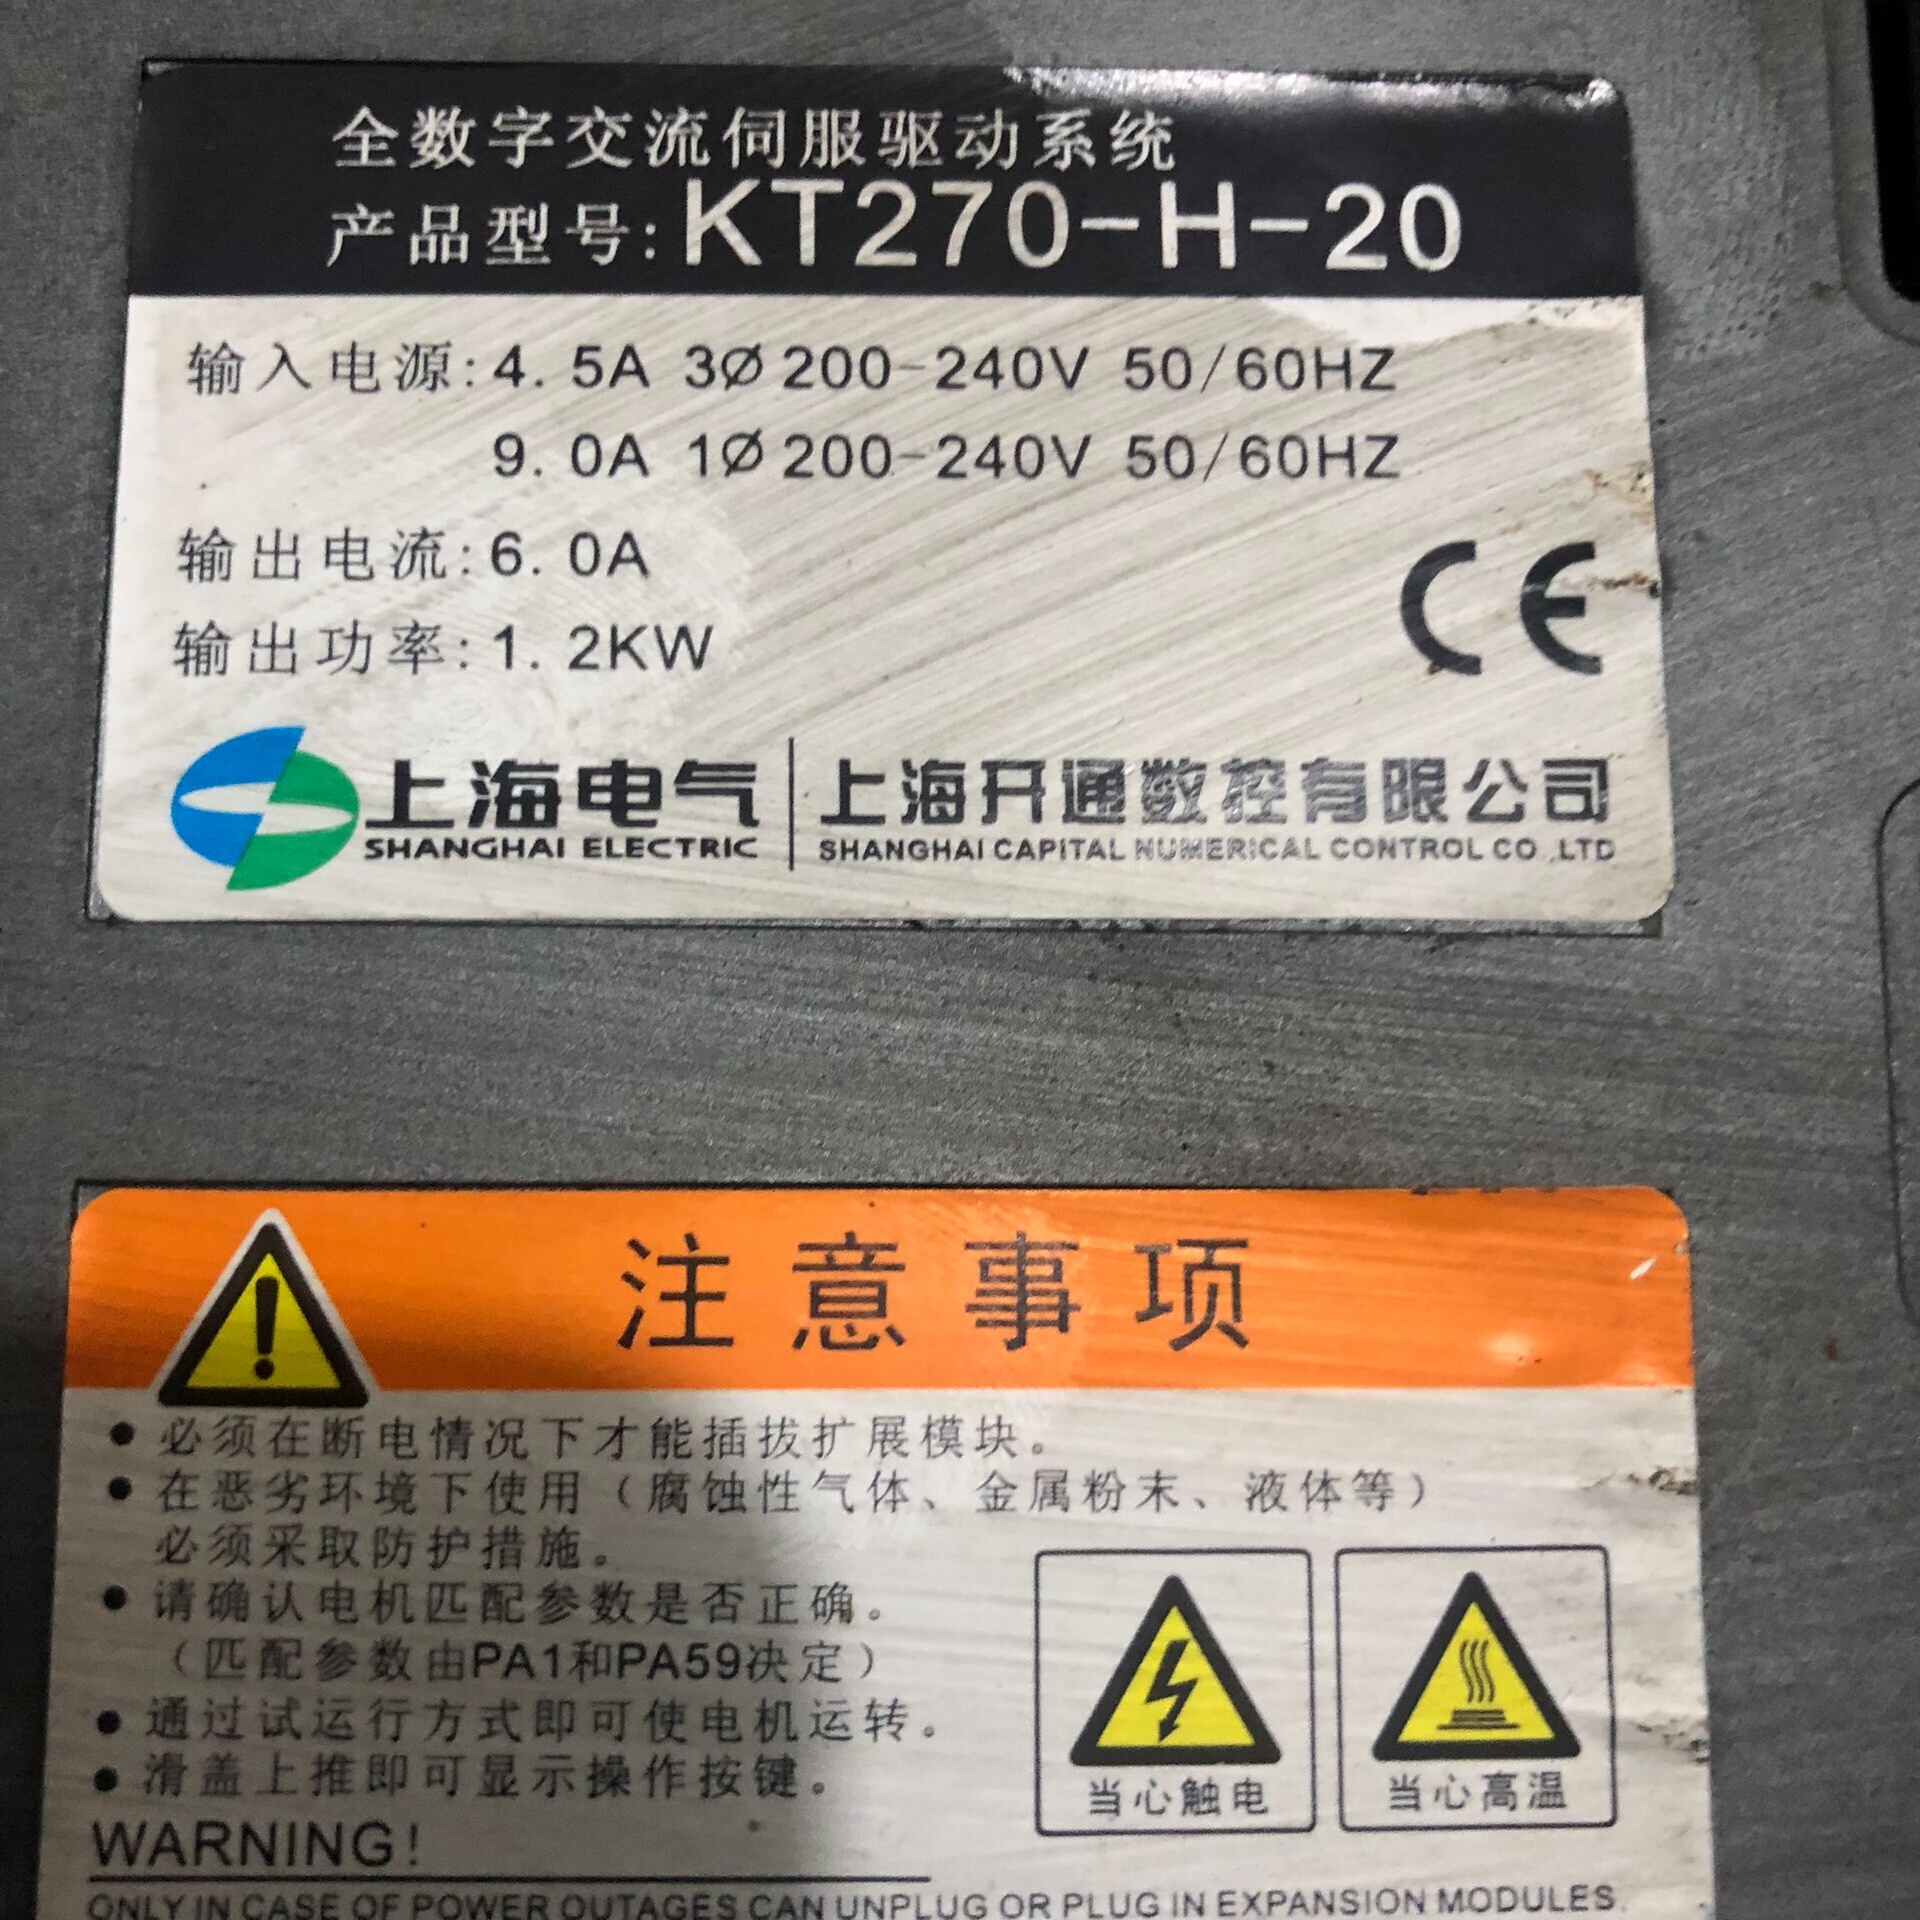 全数字交流伺服驱动系统
产品型号:KT270-H-20
输入电源:4.5A 3Ø 200-240V 50/60HZ
9.0A 1Ø 200-240V 50/60HZ
输出电流:6.0A
输出功率:1.2KW
CE
上海电气
SHANGHAI ELECTRIC
上海开通数控有限公司
SHANGHAI CAPITAL NUMERICAL CONTROL CO.,LTD
注意事项
• 必须在断电情况下才能插拔扩展模块。
• 在恶劣环境下使用（腐蚀性气体、金属粉末、液体等）
必须采取防护措施。
• 请确认电机匹配参数是否正确。
（匹配参数由PA1和PA59决定）
• 通过试运行方式即可使电机运转。
• 滑盖上推即可显示操作按键。
当心触电
当心高温
WARNING!
ONLY IN CASE OF POWER OUTAGES CAN UNPLUG OR PLUG IN EXPANSION MODULES.